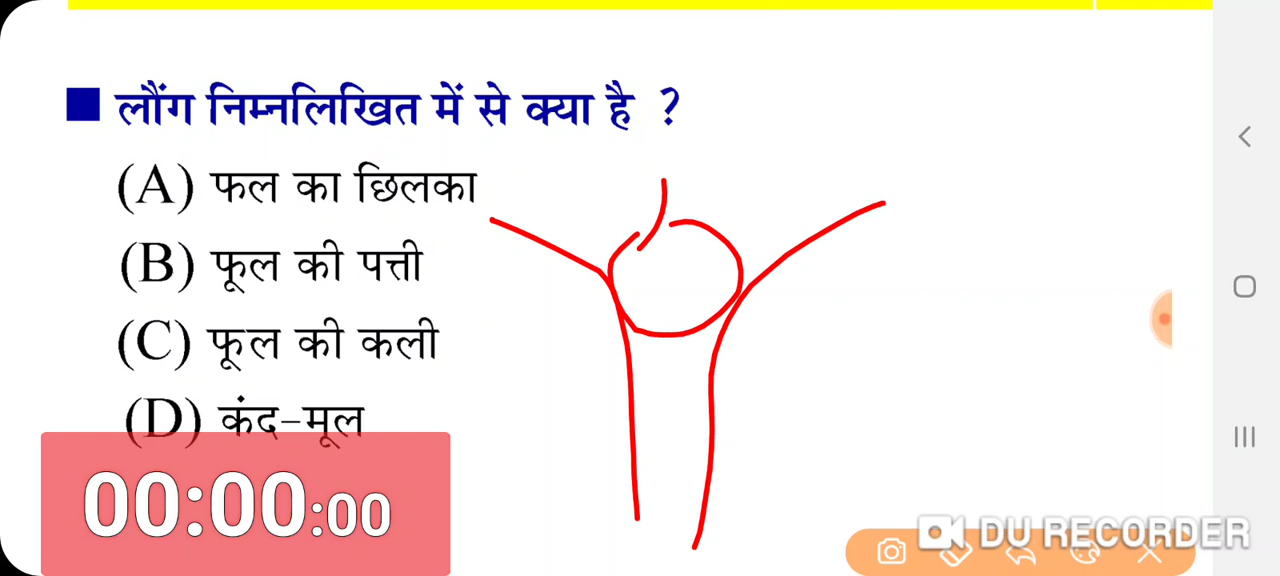 लौंग निम्नलिखित में से क्या है ?
(A) फल का छिलका
(B) फूल की पत्ती
(C) फूल की कली
(D) कंद-मूल
00:00:00
DU RECORDER